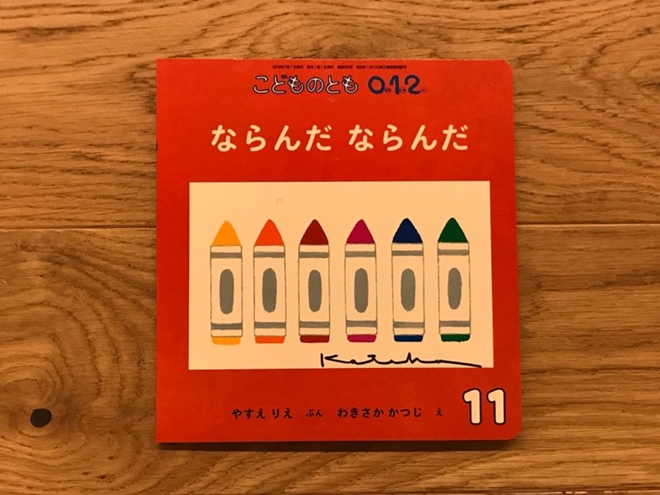 こどものとも 0.1.2.
ならんだ ならんだ
やすえ りえ ぶん わきさか かつじ え
11